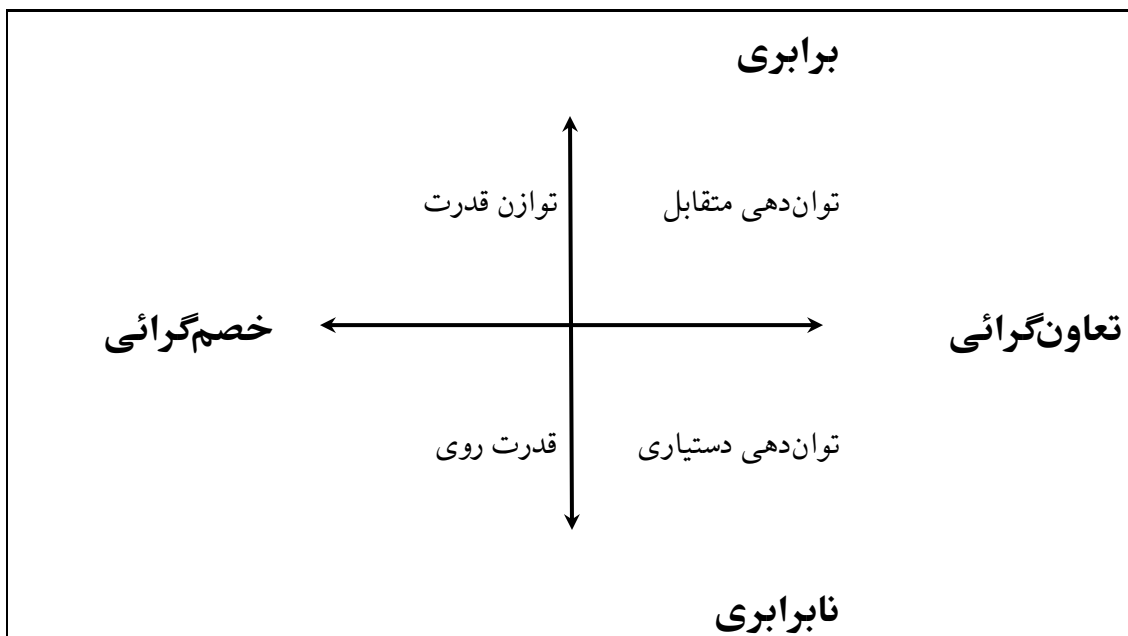 برابری
توان‌دهی متقابل توازن قدرت
تعاون‌گرائی خصم‌گرائی
توان‌دهی دستیاری قدرت روی
نابرابری